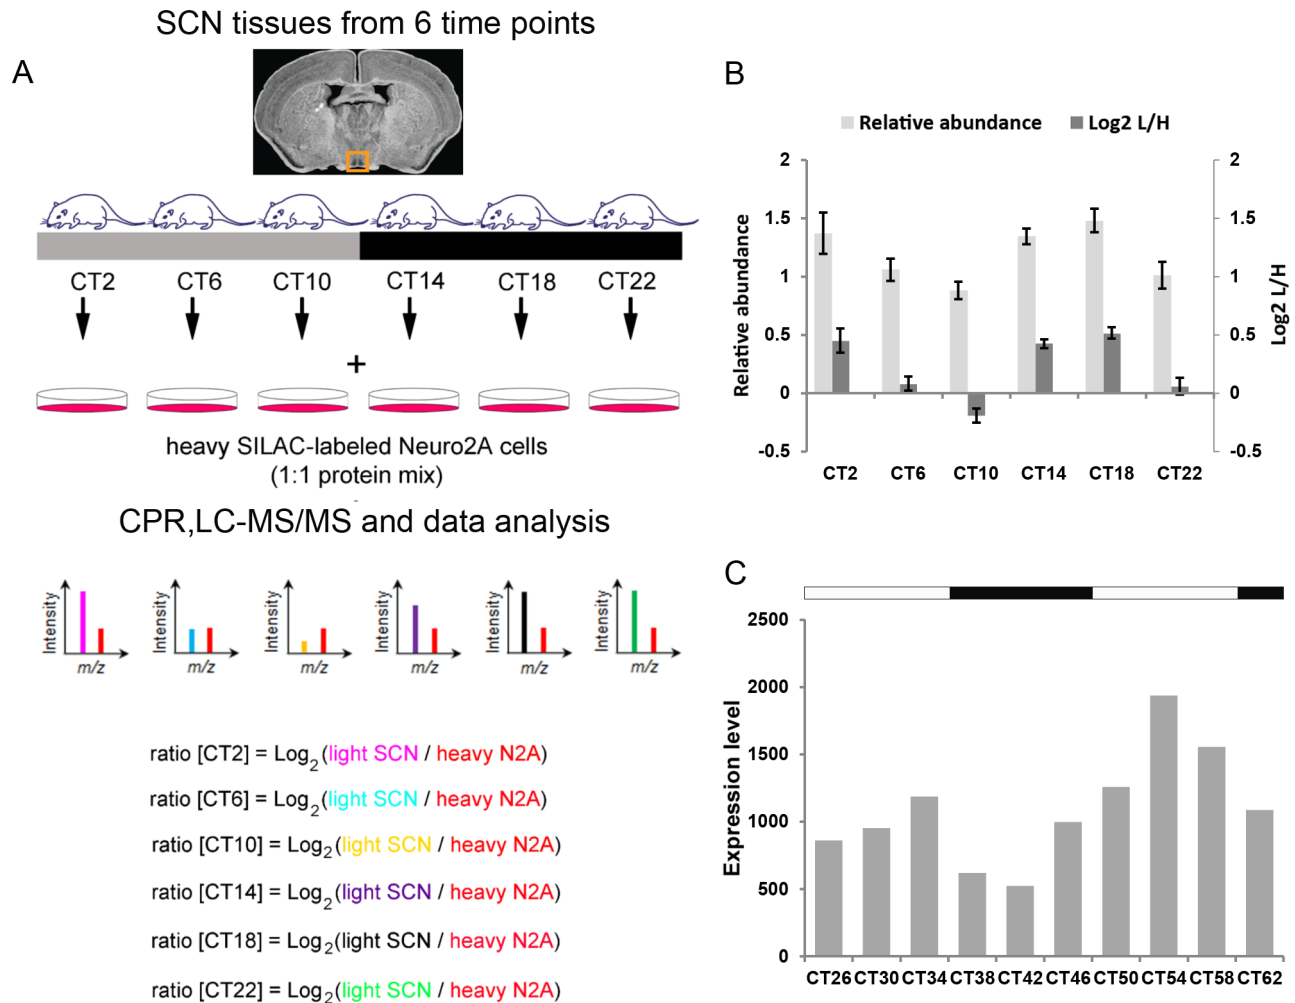 SCN tissues from 6 time points
A
CT2 CT6 CT10 CT14 CT18 CT22
+
heavy SILAC-labeled Neuro2A cells
(1:1 protein mix)
CPR,LC-MS/MS and data analysis
Intensity Intensity Intensity Intensity Intensity Intensity
m/z m/z m/z m/z m/z m/z
ratio [CT2] = Log2(light SCN / heavy N2A)
ratio [CT6] = Log2(light SCN / heavy N2A)
ratio [CT10] = Log2(light SCN / heavy N2A)
ratio [CT14] = Log2(light SCN / heavy N2A)
ratio [CT18] = Log2(light SCN / heavy N2A)
ratio [CT22] = Log2(light SCN / heavy N2A)
B
Relative abundance Log2 L/H
Relative abundance
2
1.5
1
0.5
0
-0.5
2
1.5
1
0.5
0
-0.5
Log2 L/H
CT2 CT6 CT10 CT14 CT18 CT22
C
Expression level
2500
2000
1500
1000
500
0
CT26 CT30 CT34 CT38 CT42 CT46 CT50 CT54 CT58 CT62